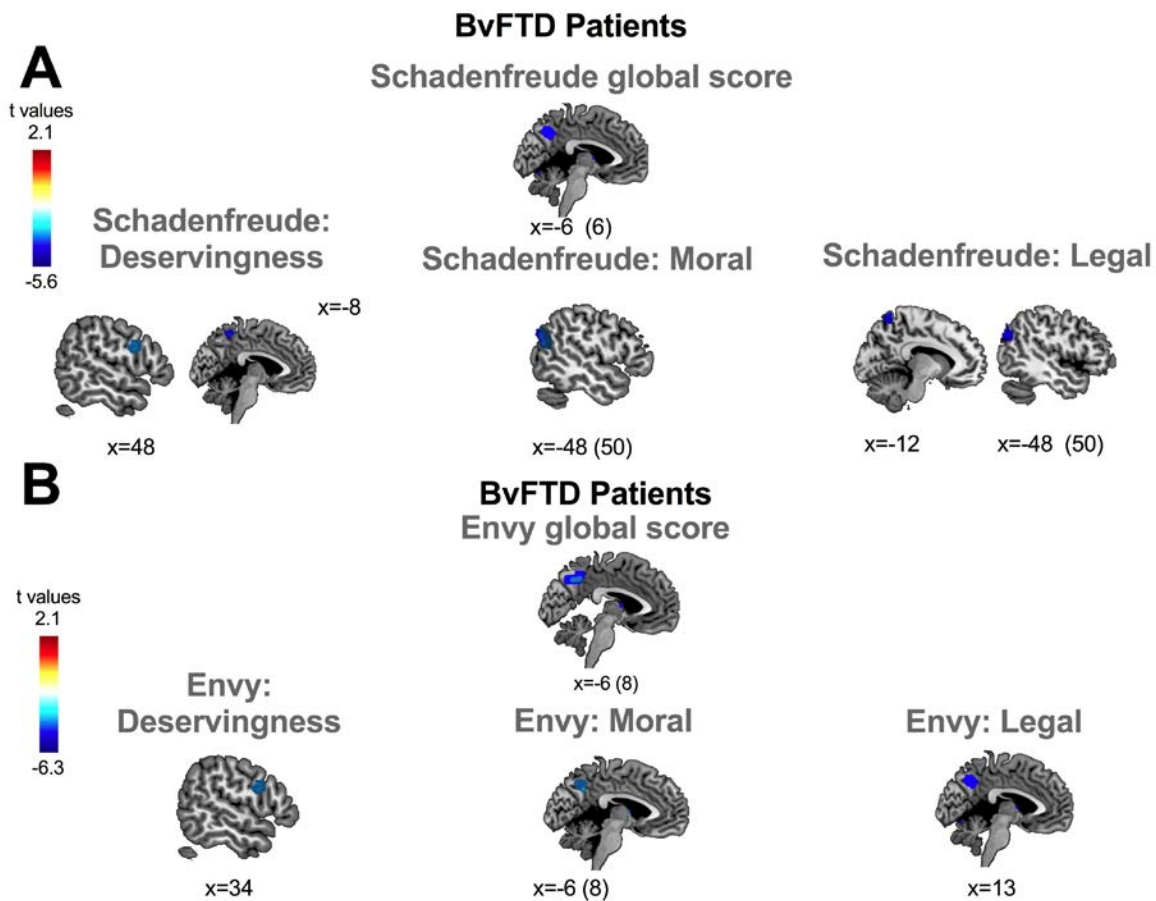 BvFTD Patients
A
Schadenfreude global score
t values
2.1
-5.6
x=-6 (6)
Schadenfreude:
Deservingness
Schadenfreude: Moral
Schadenfreude: Legal
x=-8
x=48
x=-48 (50)
x=-12
x=-48 (50)
B
BvFTD Patients
Envy global score
t values
2.1
-6.3
x=-6 (8)
Envy:
Deservingness
Envy: Moral
Envy: Legal
x=34
x=-6 (8)
x=13